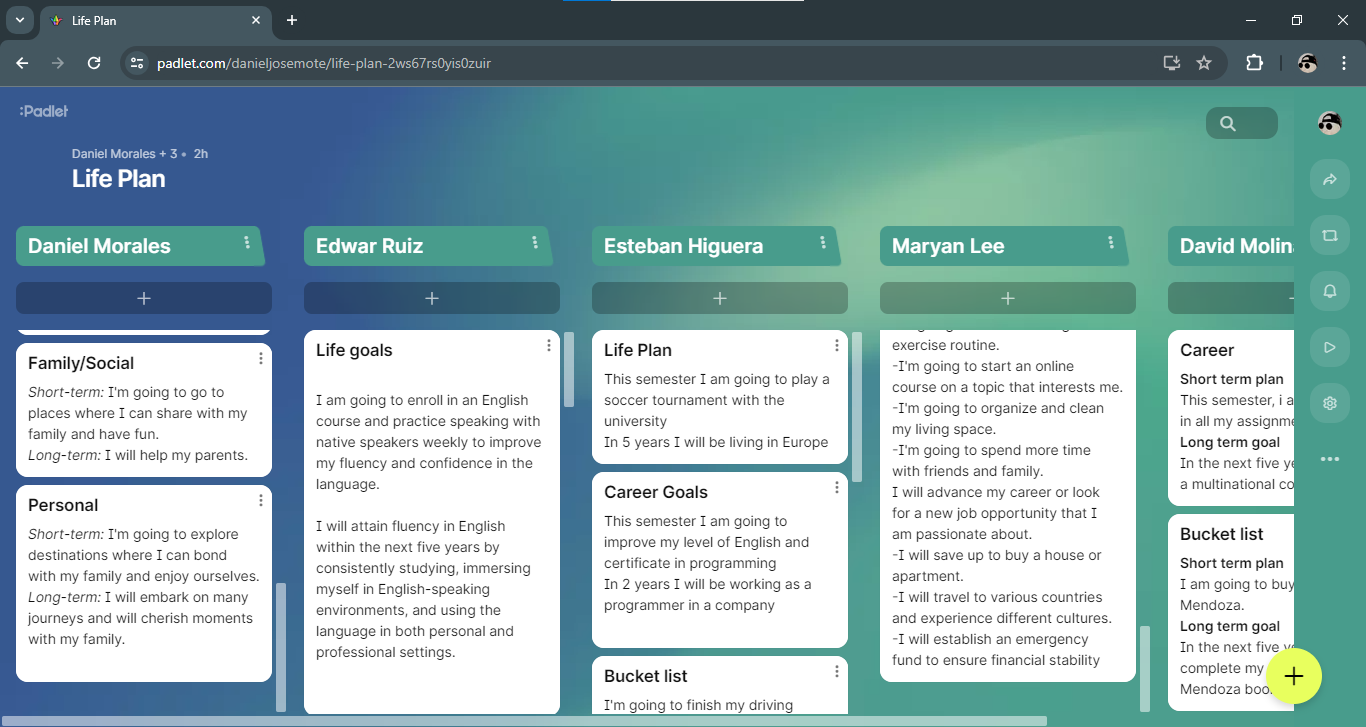 Life Plan
padlet.com/danieljosemote/life-plan-2ws67rs0yis0zuir
:Padlet
Daniel Morales + 3 • 2h
Life Plan
Daniel Morales
Family/Social
Short-term: I'm going to go to
places where I can share with my
family and have fun.
Long-term: I will help my parents.
Personal
Short-term: I'm going to explore
destinations where I can bond
with my family and enjoy ourselves.
Long-term: I will embark on many
journeys and will cherish moments
with my family.
Edwar Ruiz
Life goals
I am going to enroll in an English
course and practice speaking with
native speakers weekly to improve
my fluency and confidence in the
language.
I will attain fluency in English
within the next five years by
consistently studying, immersing
myself in English-speaking
environments, and using the
language in both personal and
professional settings.
Esteban Higuera
Life Plan
This semester I am going to play a
soccer tournament with the
university
In 5 years I will be living in Europe
Career Goals
This semester I am going to
improve my level of English and
certificate in programming
In 2 years I will be working as a
programmer in a company
Bucket list
I'm going to finish my driving
Maryan Lee
exercise routine.
-I'm going to start an online
course on a topic that interests me.
-I'm going to organize and clean
my living space.
-I'm going to spend more time
with friends and family.
I will advance my career or look
for a new job opportunity that I
am passionate about.
-I will save up to buy a house or
apartment.
-I will travel to various countries
and experience different cultures.
-I will establish an emergency
fund to ensure financial stability
David Molin
Career
Short term plan
This semester, i a
in all my assignme
Long term goal
In the next five ye
a multinational co
Bucket list
Short term plan
I am going to buy
Mendoza.
Long term goal
In the next five ye
complete my
Mendoza boo